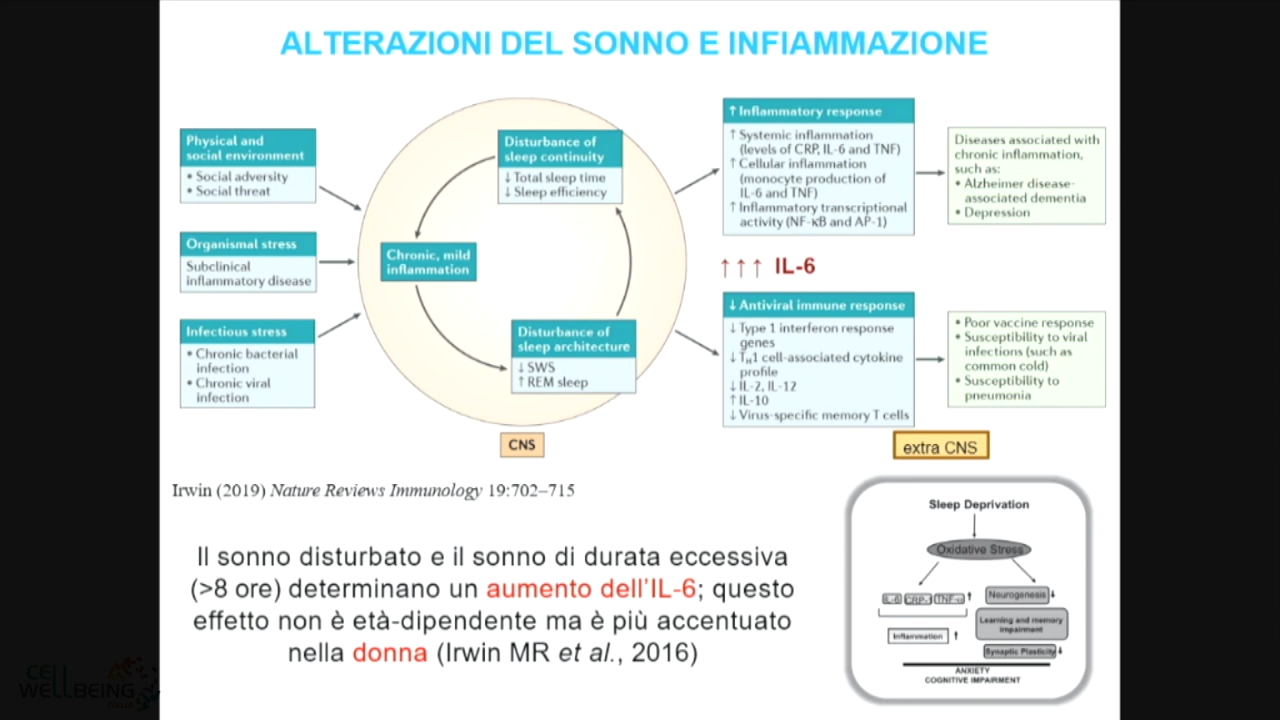 ALTERAZIONI DEL SONNO E INFIAMMAZIONE
Physical and
social environment
• Social adversity
• Social threat
Organismal stress
Subclinical
inflammatory disease
Infectious stress
• Chronic bacterial
infection
• Chronic viral
infection
Disturbance of
sleep continuity
↓ Total sleep time
↓ Sleep efficiency
Chronic, mild
inflammation
Disturbance of
sleep architecture
↓ SWS
↑ REM sleep
CNS
↑ Inflammatory response
↑ Systemic inflammation
(levels of CRP, IL-6 and TNF)
↑ Cellular inflammation
(monocyte production of
IL-6 and TNF)
↑ Inflammatory transcriptional
activity (NF-κB and AP-1)
↑ ↑ ↑ IL-6
↓ Antiviral immune response
↓ Type 1 interferon response
genes
↓ TH1 cell-associated cytokine
profile
↓ IL-2, IL-12
↑ IL-10
↓ Virus-specific memory T cells
Diseases associated with
chronic inflammation,
such as:
• Alzheimer disease-
associated dementia
• Depression
• Poor vaccine response
• Susceptibility to viral
infections (such as
common cold)
• Susceptibility to
pneumonia
extra CNS
Irwin (2019) Nature Reviews Immunology 19:702–715
Il sonno disturbato e il sonno di durata eccessiva
(>8 ore) determinano un aumento dell'IL-6; questo
effetto non è età-dipendente ma è più accentuato
nella donna (Irwin MR et al., 2016)
Sleep Deprivation
Oxidative Stress
IL-6 CRP-1 TNF-α ↑
Inflammation ↑
Neurogenesis ↓
Learning and memory
impairment
Synaptic Plasticity ↓
ANXIETY
COGNITIVE IMPAIRMENT
CELL
WELLBEING
ITALIA